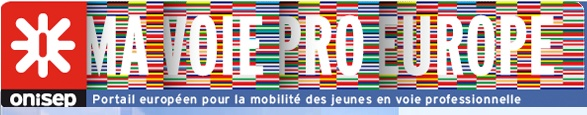 MA VOIE PRO EUROPE
onisep
Portail européen pour la mobilité des jeunes en voie professionnelle